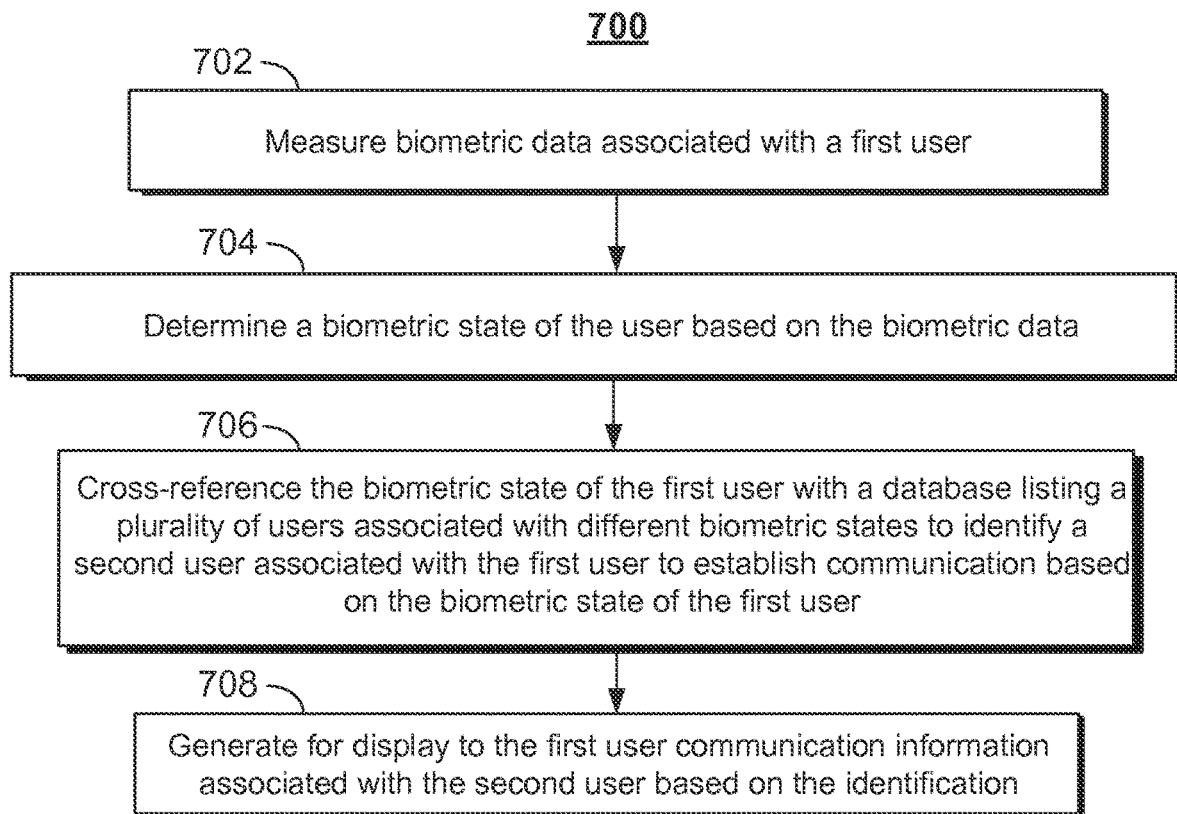 700
702
Measure biometric data associated with a first user
704
Determine a biometric state of the user based on the biometric data
706
Cross-reference the biometric state of the first user with a database listing a
plurality of users associated with different biometric states to identify a
second user associated with the first user to establish communication based
on the biometric state of the first user
708
Generate for display to the first user communication information
associated with the second user based on the identification